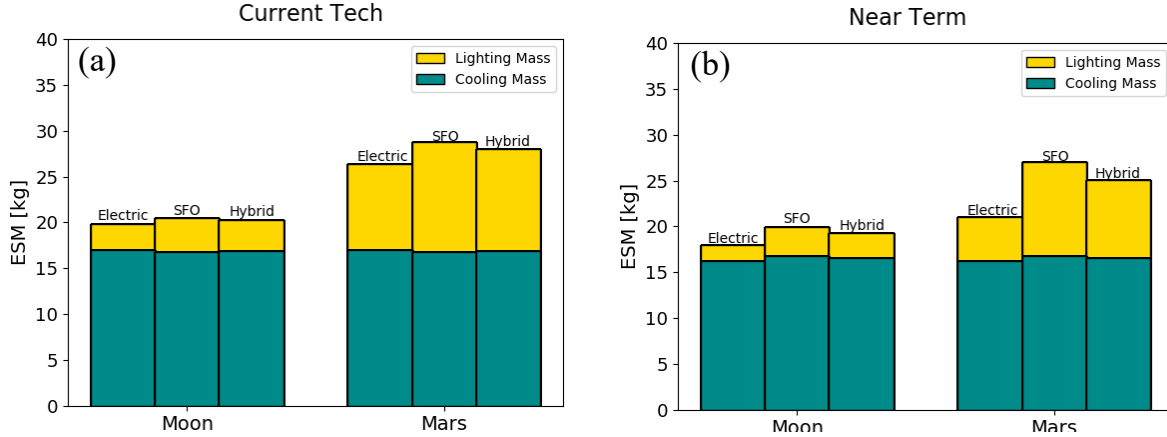 Current Tech
(a)
Lighting Mass
Cooling Mass
ESM [kg]
40
35
30
25
20
15
10
5
0
Electric
SFO
Hybrid
Electric
SFO
Hybrid
Moon
Mars
Near Term
(b)
Lighting Mass
Cooling Mass
ESM [kg]
40
35
30
25
20
15
10
5
0
Electric
SFO
Hybrid
Electric
SFO
Hybrid
Moon
Mars